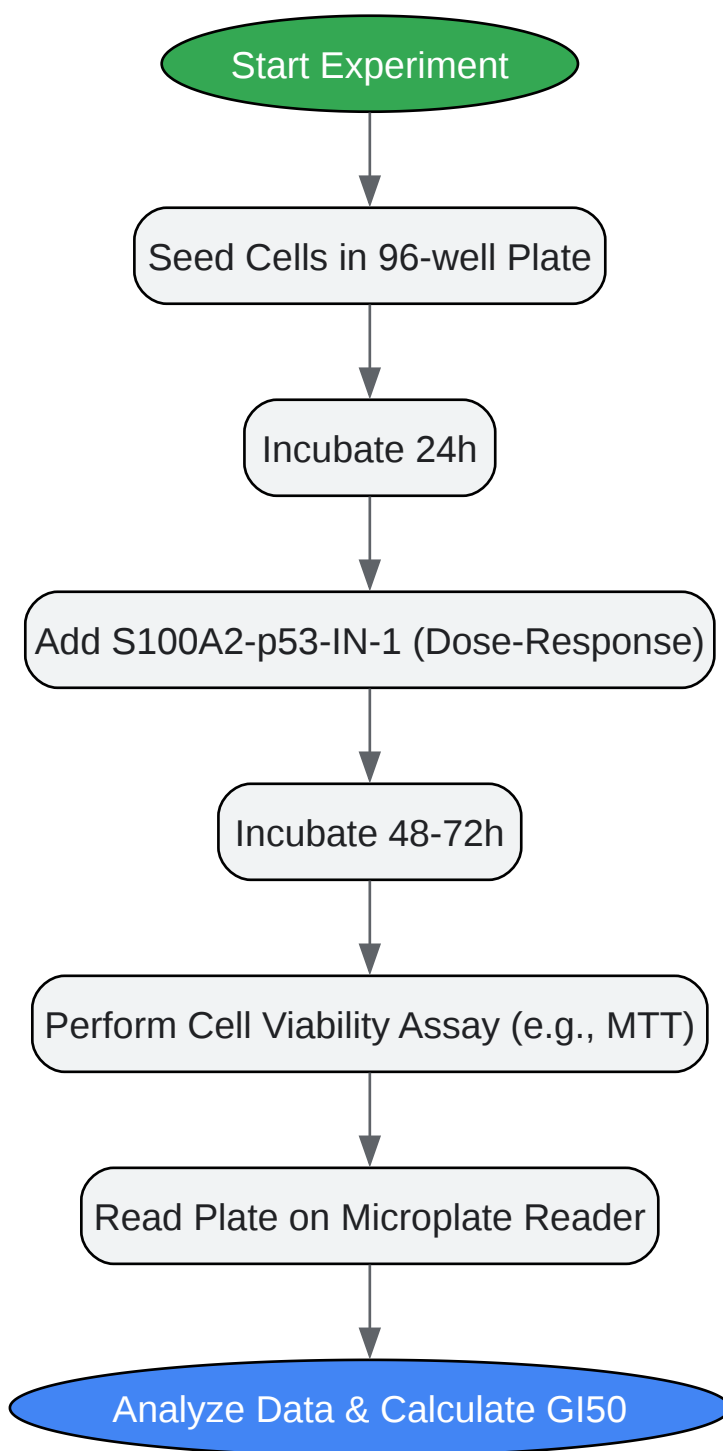 Start Experiment
Seed Cells in 96-well Plate
Incubate 24h
Add S100A2-p53-IN-1 (Dose-Response)
Incubate 48-72h
Perform Cell Viability Assay (e.g., MTT)
Read Plate on Microplate Reader
Analyze Data & Calculate GI50